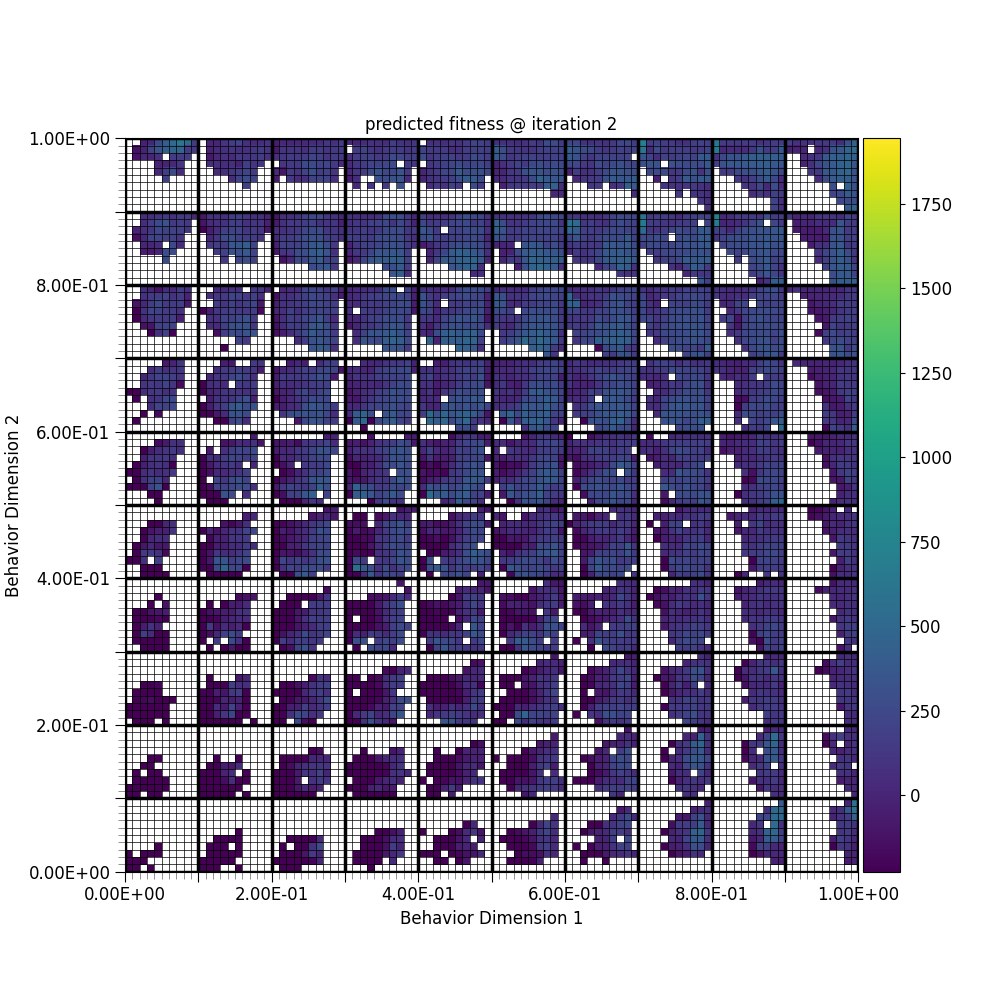 predicted fitness @ iteration 2
1.00E+00
8.00E-01
6.00E-01
4.00E-01
2.00E-01
0.00E+00
Behavior Dimension 2
0.00E+00 2.00E-01 4.00E-01 6.00E-01 8.00E-01 1.00E+00
Behavior Dimension 1
1750
1500
1250
1000
750
500
250
0